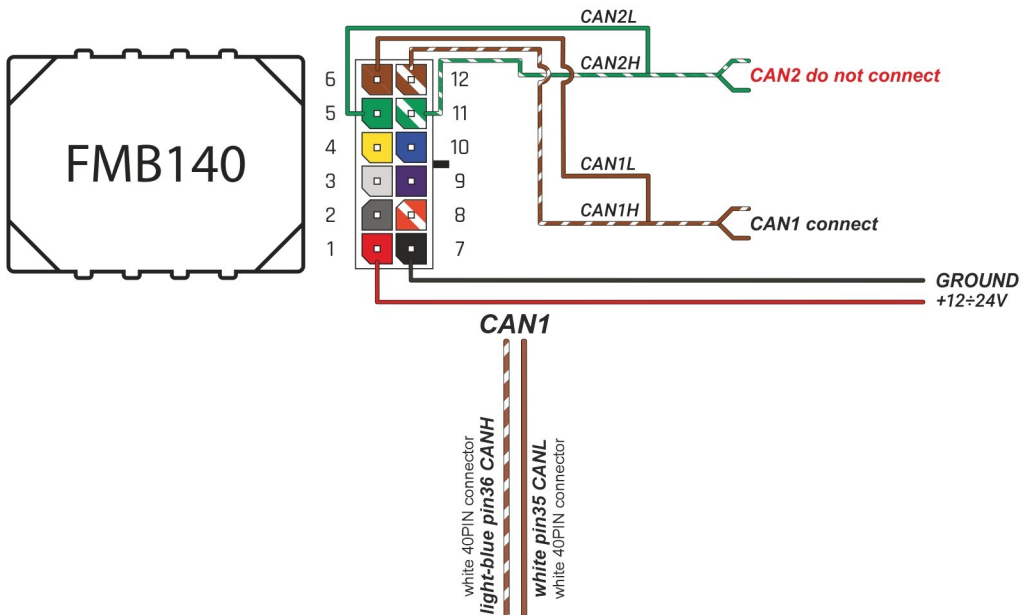 CAN2L
CAN2H
CAN2 do not connect
FMB140
6
12
5
11
4
10
3
9
2
8
1
7
CAN1L
CAN1H
CAN1 connect
GROUND
+12÷24V
CAN1
white 40PIN connector
light-blue pin36 CANH
white pin35 CANL
white 40PIN connector